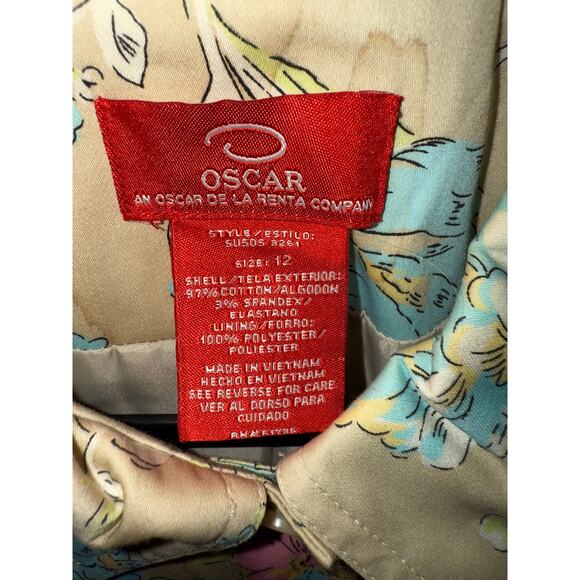 OSCAR
AN OSCAR DE LA RENTA COMPANY
STYLE/ESTILO:
SU50S 3261
SIZE: 12
SHELL/TELA EXTERIOR:
97% COTTON/ALGODON
3% SPANDEX/
ELASTANO
LINING/FORRO:
100% POLYESTER/
POLIESTER
MADE IN VIETNAM
HECHO EN VIETNAM
SEE REVERSE FOR CARE
VER AL DORSO PARA
CUIDADO